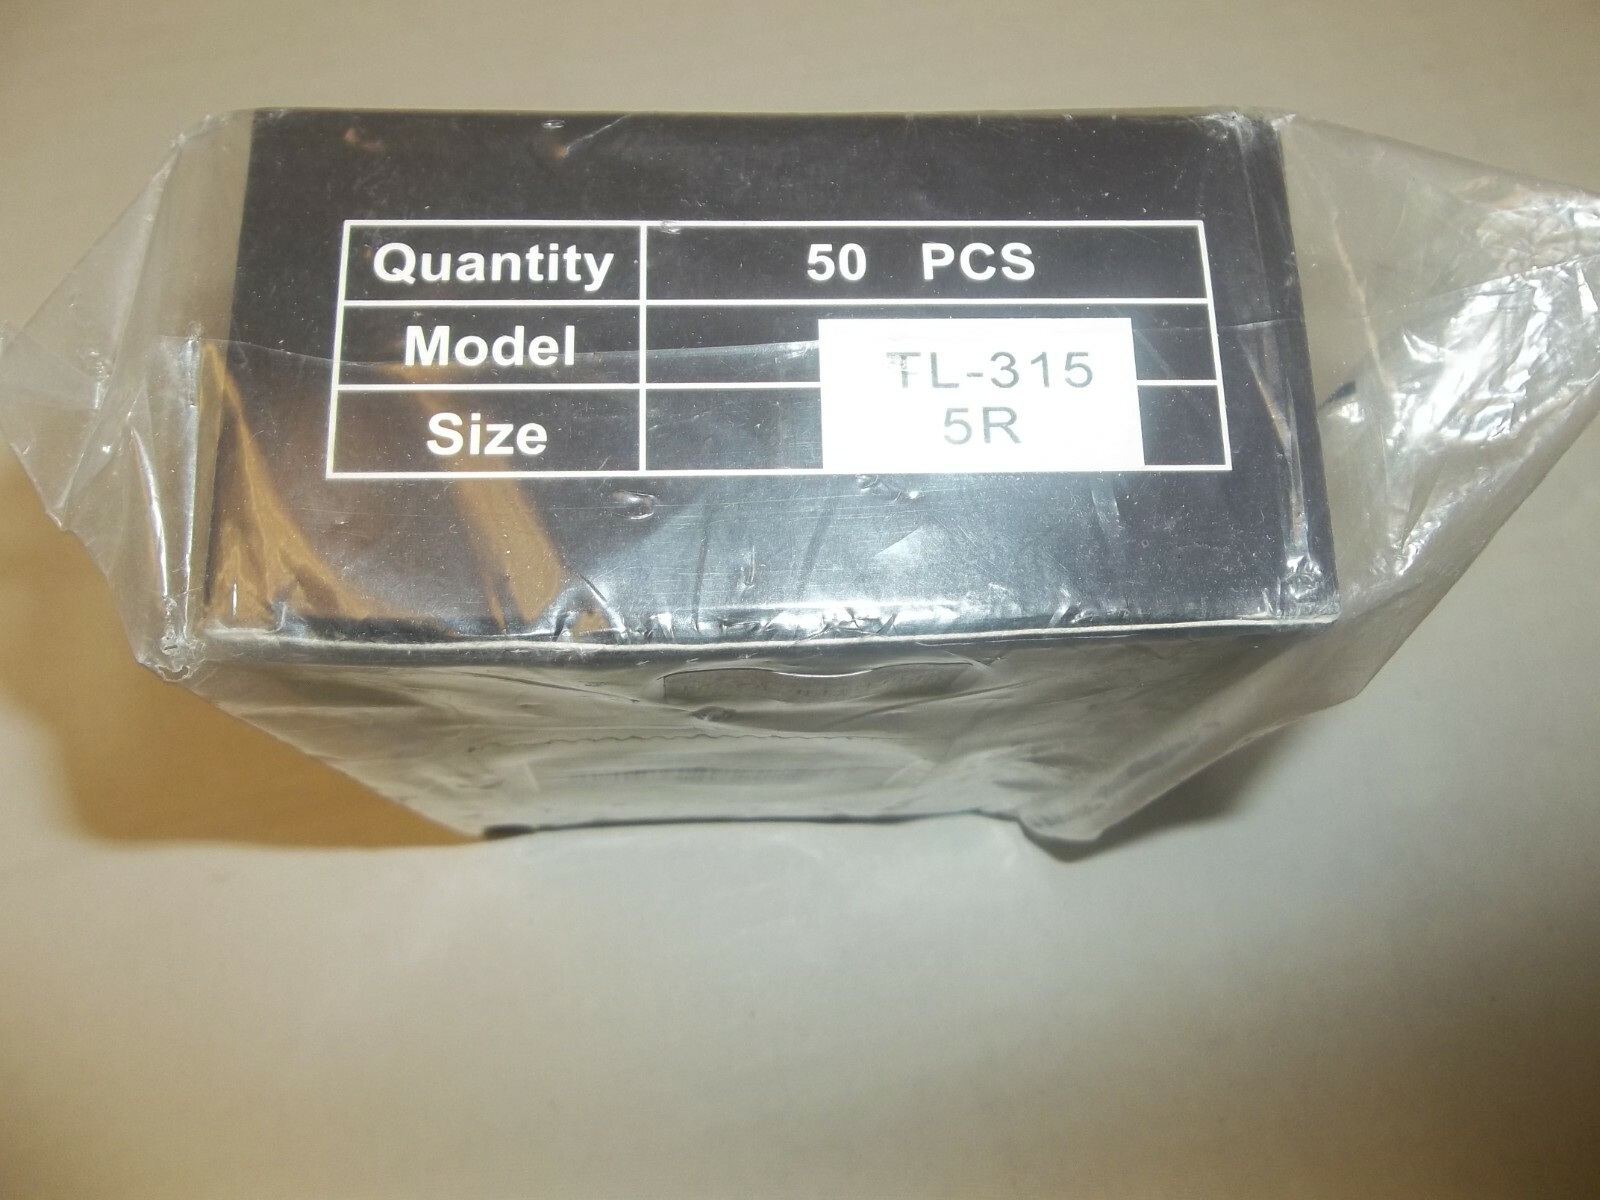 Quantity 50 PCS
Model TL-315
Size 5R